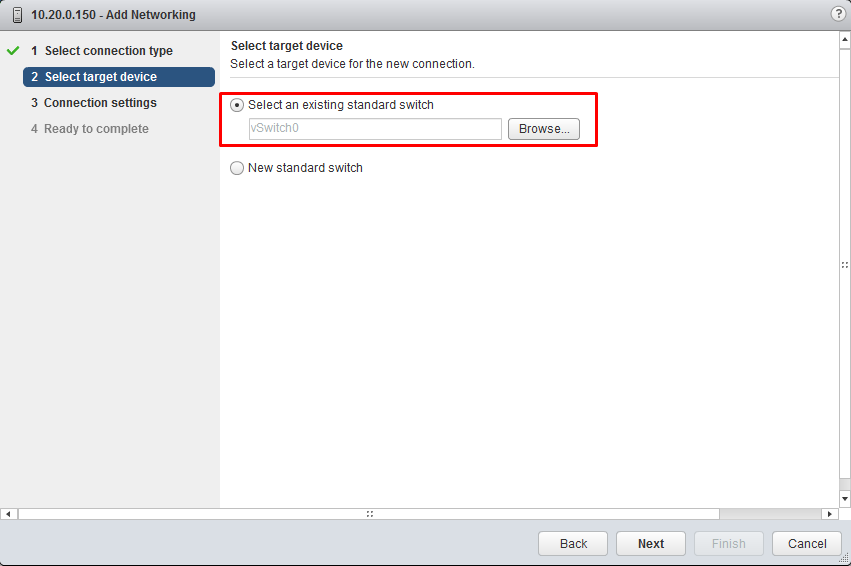 10.20.0.150 - Add Networking
?
1 Select connection type
2 Select target device
3 Connection settings
4 Ready to complete
Select target device
Select a target device for the new connection.
Select an existing standard switch
vSwitch0
Browse...
New standard switch
Back
Next
Finish
Cancel